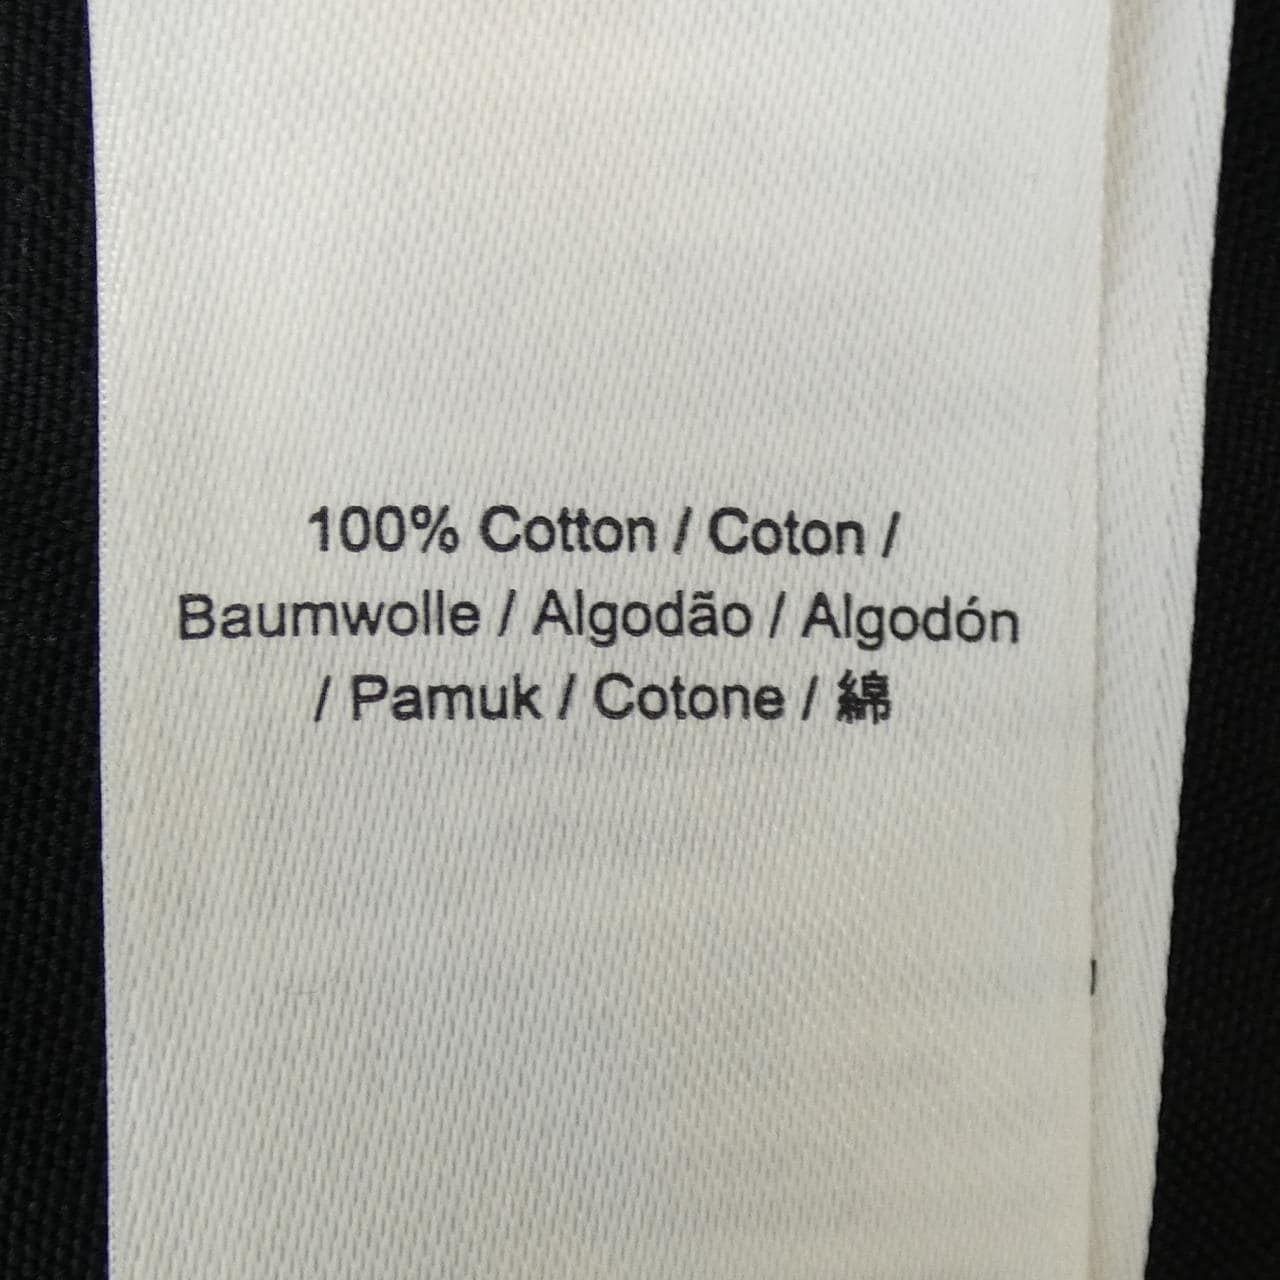 100% Cotton / Coton /
Baumwolle / Algodão / Algodón
/ Pamuk / Cotone / 綿